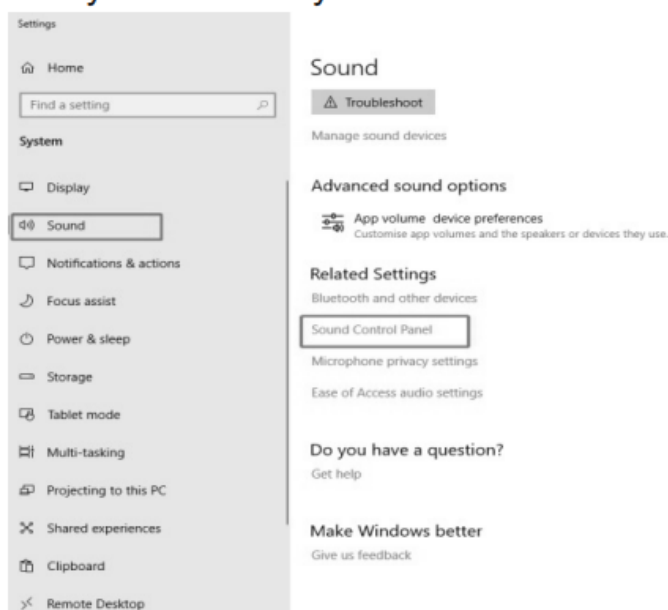 Settings
Home
Find a setting
System
Display
Sound
Notifications & actions
Focus assist
Power & sleep
Storage
Tablet mode
Multi-tasking
Projecting to this PC
Shared experiences
Clipboard
Remote Desktop
Sound
Troubleshoot
Manage sound devices
Advanced sound options
App volume device preferences
Customise app volumes and the speakers or devices they use.
Related Settings
Bluetooth and other devices
Sound Control Panel
Microphone privacy settings
Ease of Access audio settings
Do you have a question?
Get help
Make Windows better
Give us feedback